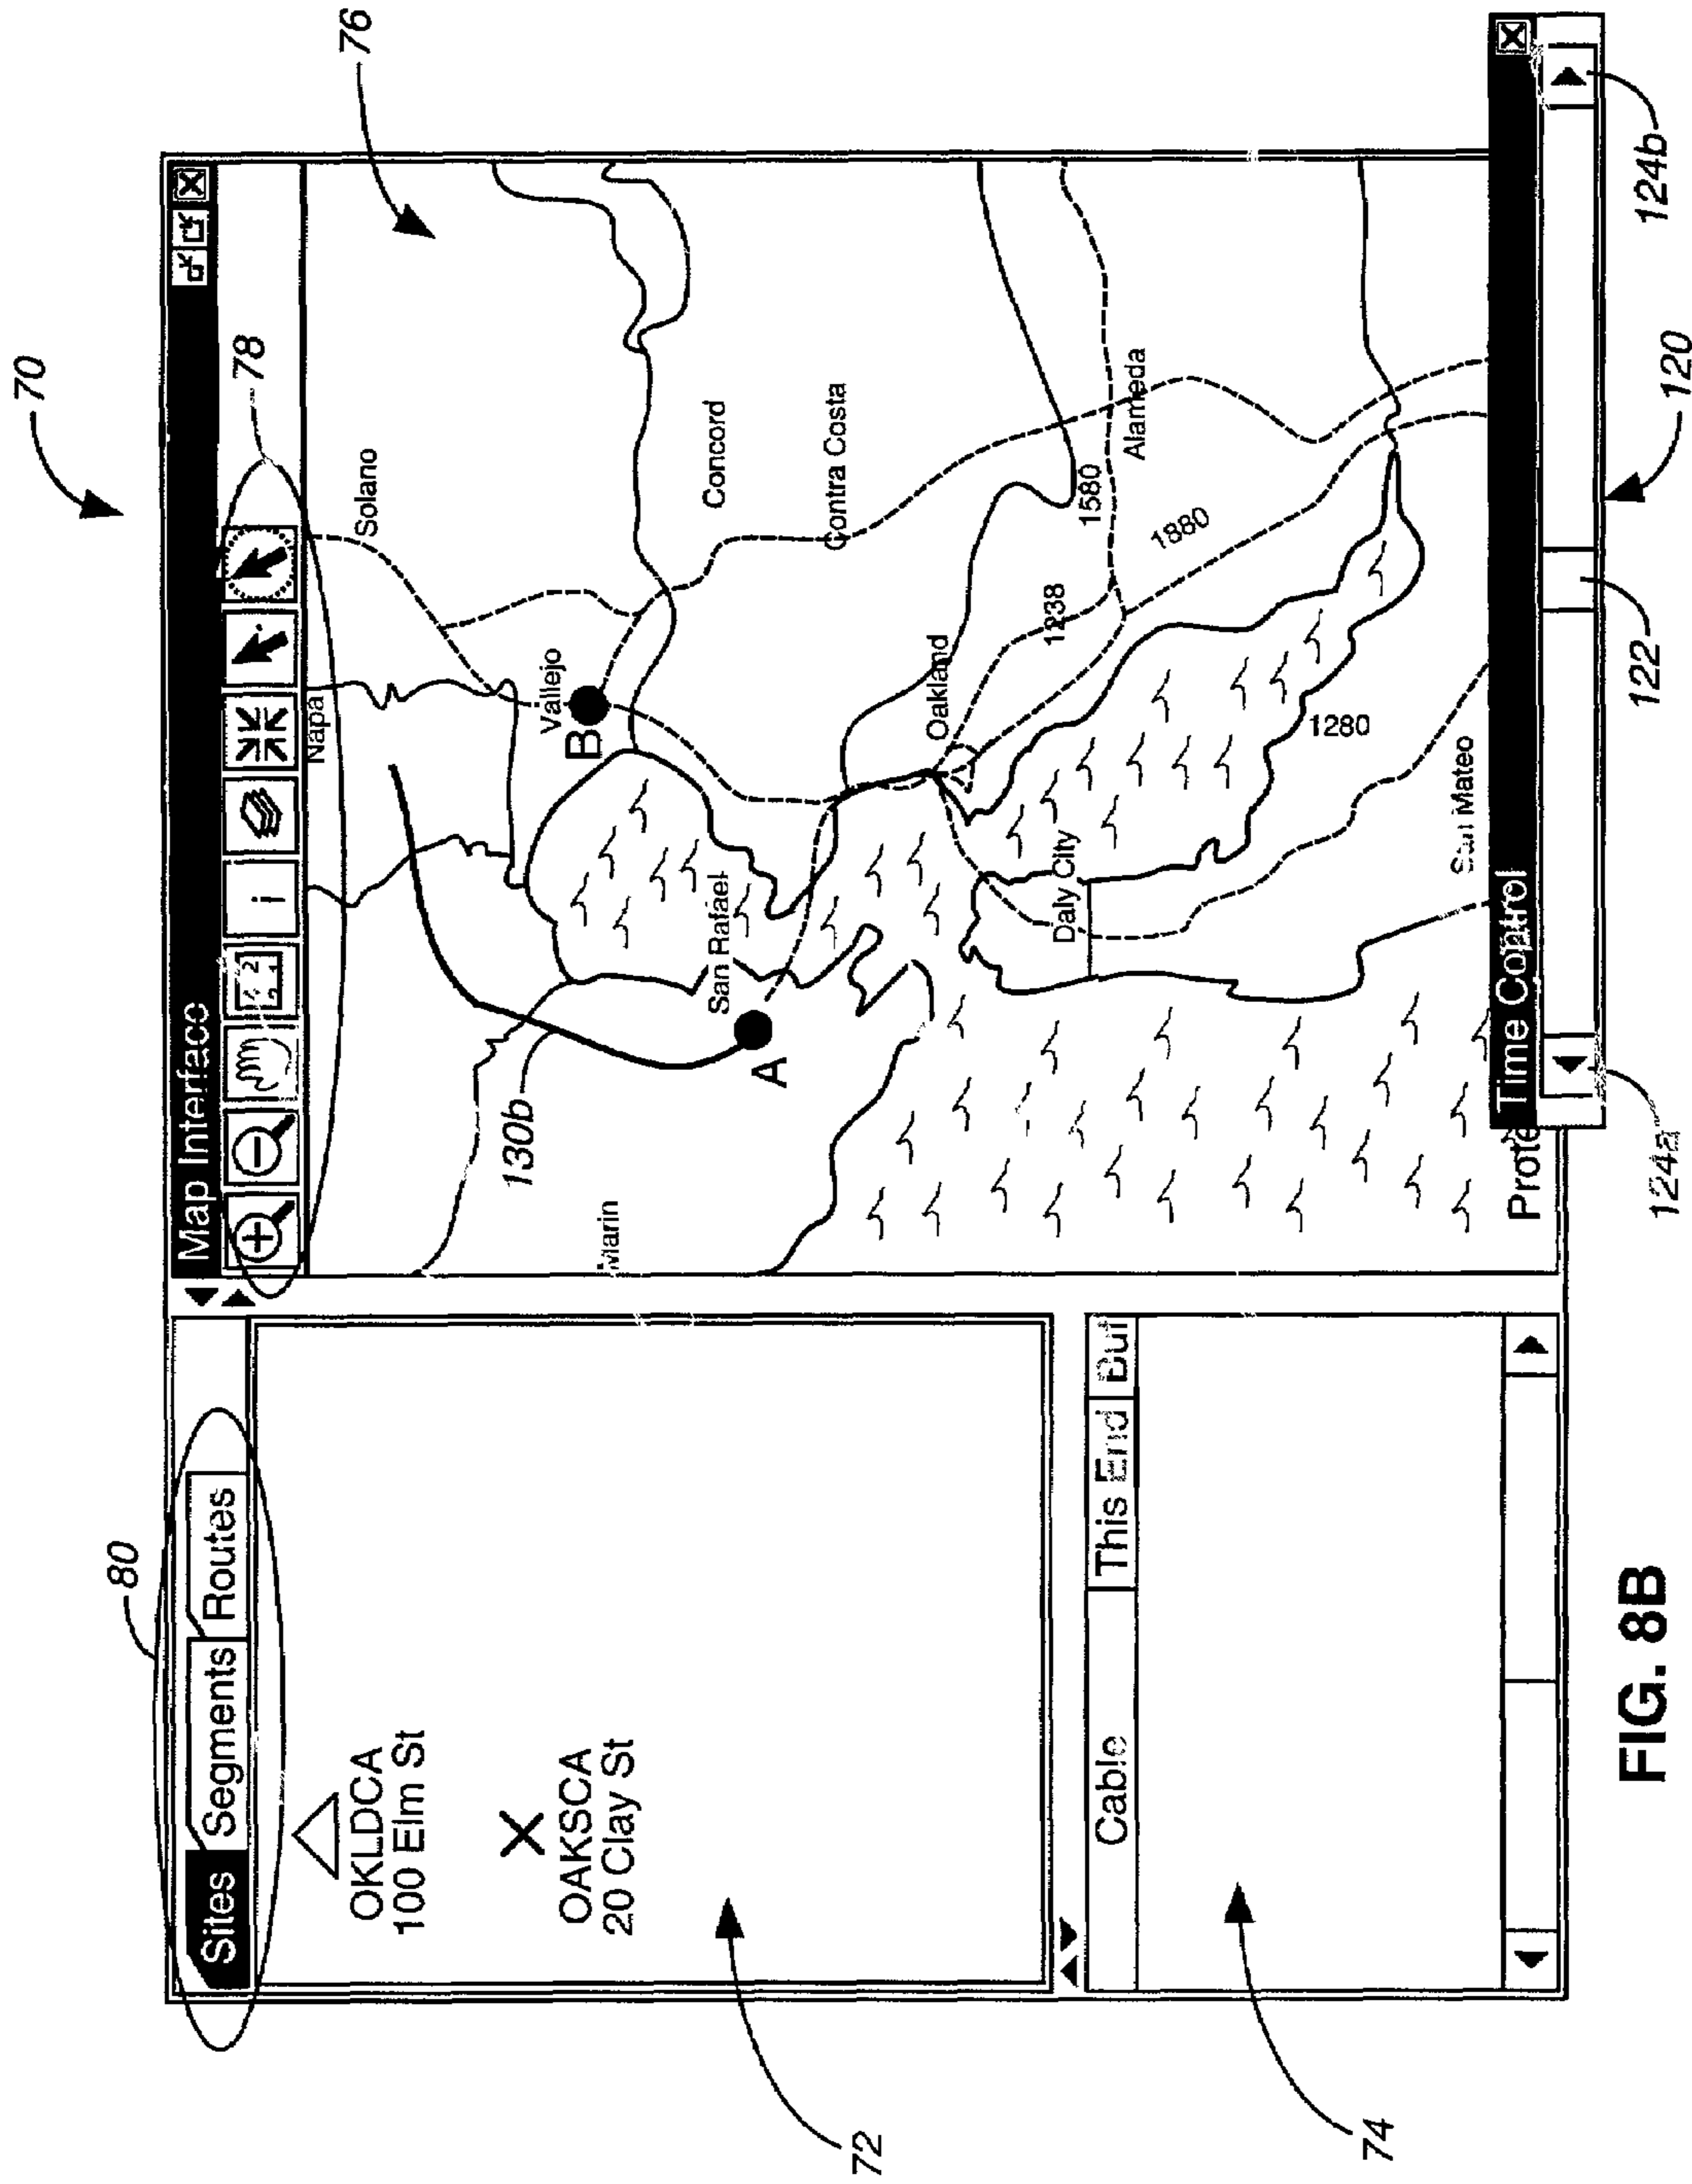 70
80
78
76
Sites
Segments
Routes
Map Interface
OKLDCA
100 Elm St
X
OAKSCA
20 Clay St
72
Cable
This End
74
i
Napa
Solano
Vallejo
B
130b
Marin
San Rafael
A
Concord
Contra Costa
Oakland
1238
1580
Alameda
1880
Daly City
1280
San Mateo
Prote
Time Control
124a
122
120
124b
FIG. 8B